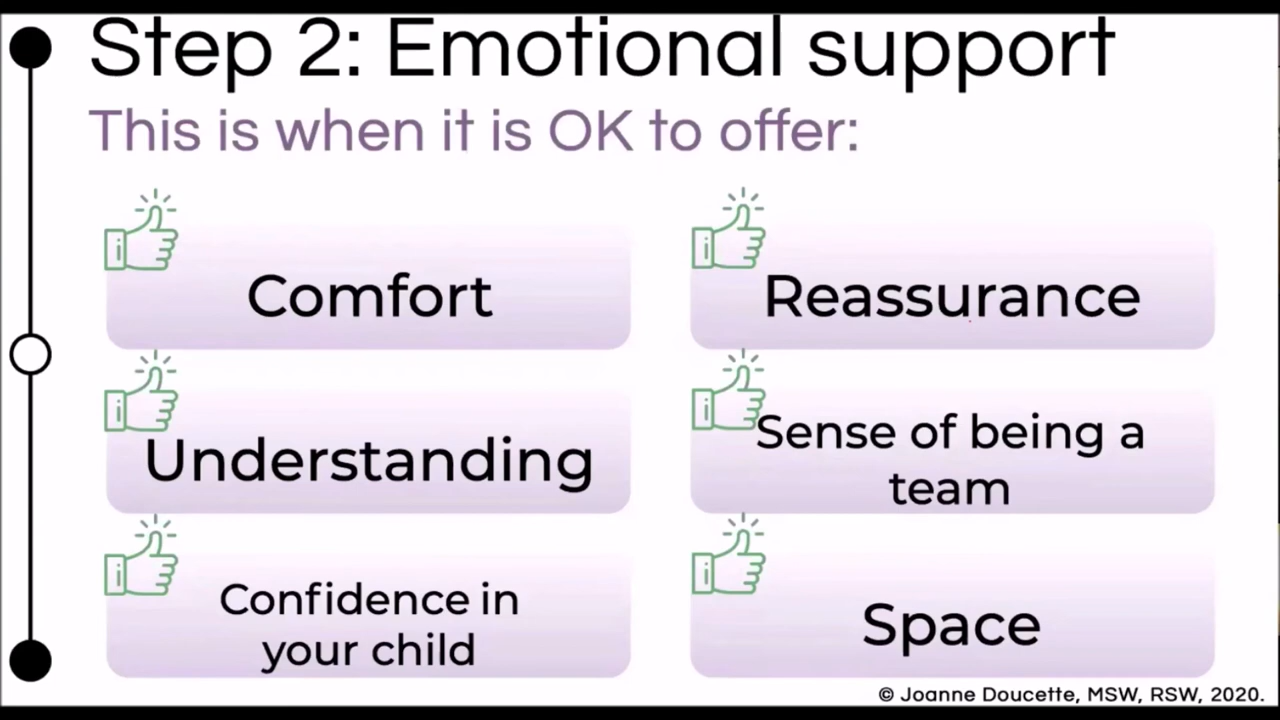 Step 2: Emotional support
This is when it is OK to offer:
Comfort
Reassurance
Understanding
Sense of being a
team
Confidence in
your child
Space
© Joanne Doucette, MSW, RSW, 2020.